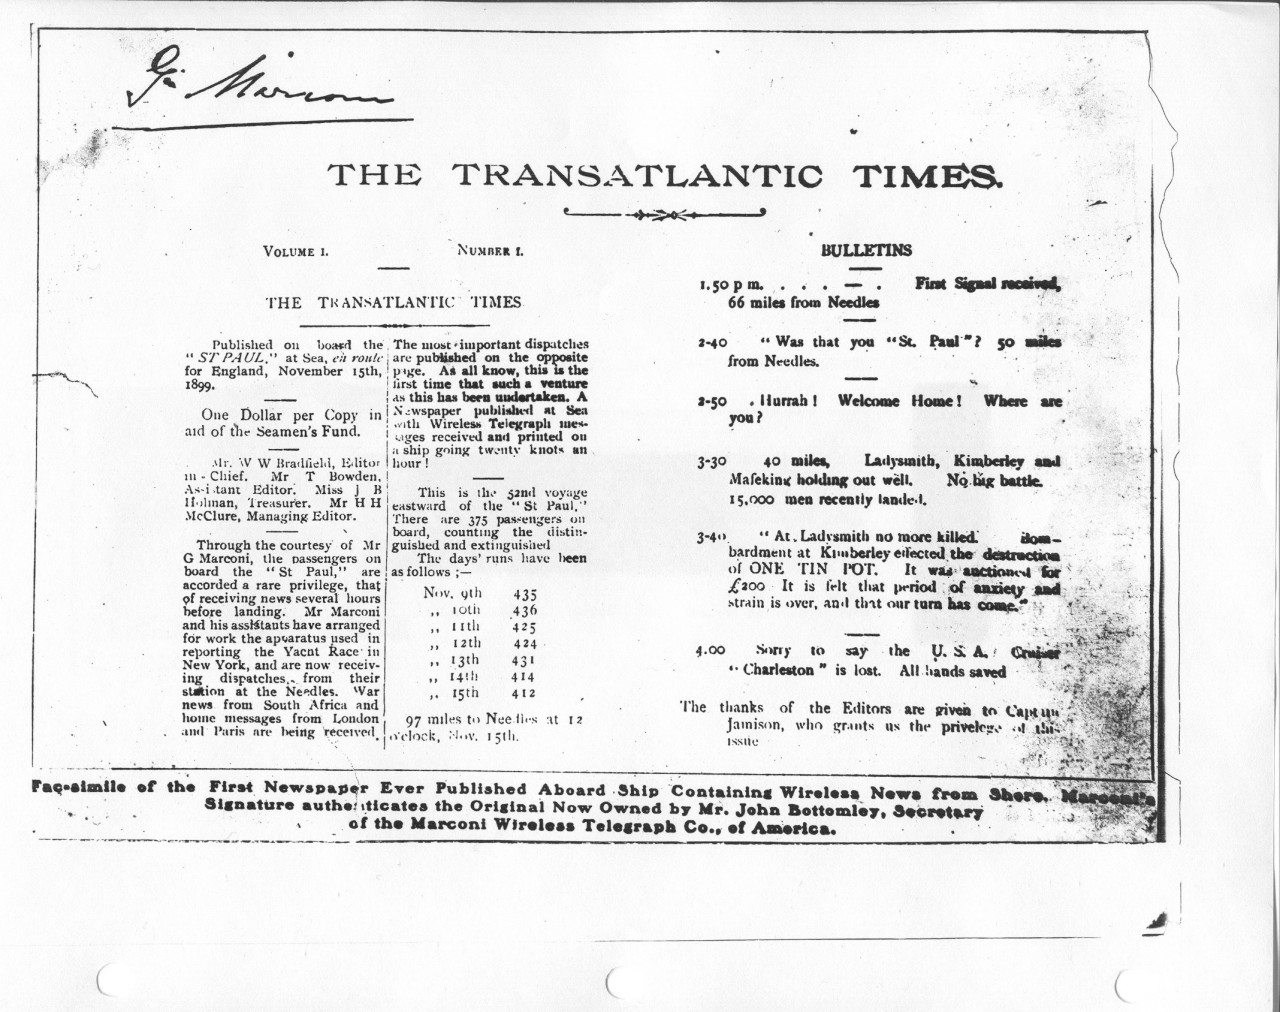 G. Marconi
THE TRANSATLANTIC TIMES.
VOLUME I. NUMBER I.
THE TRANSATLANTIC TIMES
Published on board the
"ST PAUL," at Sea, en route
for England, November 15th,
1899.
One Dollar per Copy in
aid of the Seamen's Fund.
Mr. W W Bradfield, Editor
in-Chief. Mr T Bowden,
Assistant Editor. Miss J B
Holman, Treasurer. Mr H H
McClure, Managing Editor.
Through the courtesy of Mr
G Marconi, the passengers on
board the "St Paul," are
accorded a rare privilege, that
of receiving news several hours
before landing. Mr Marconi
and his assistants have arranged
for work the apparatus used in
reporting the Yacht Race in
New York, and are now receiv-
ing dispatches, from their
station at the Needles. War
news from South Africa and
home messages from London
and Paris are being received.
The most important dispatches
are published on the opposite
page. As all know, this is the
first time that such a venture
as this has been undertaken. A
Newspaper published at Sea
with Wireless Telegraph mes-
sages received and printed on
a ship going twenty knots an
hour!
This is the 52nd voyage
eastward of the "St Paul."
There are 375 passengers on
board, counting the distin-
guished and extinguished
The days' runs have been
as follows ;—
Nov. 9th 435
,, 10th 436
,, 11th 425
,, 12th 424
,, 13th 431
,, 14th 414
,, 15th 412
97 miles to Needles at 12
o'clock, Nov. 15th.
BULLETINS
1.50 p m. . . . — . First Signal received,
66 miles from Needles
2-40 "Was that you "St. Paul"? 50 miles
from Needles.
2-50 . Hurrah! Welcome Home! Where are
you?
3-30 40 miles, Ladysmith, Kimberley and
Mafeking holding out well. No big battle.
15,000 men recently landed.
3-40 "At Ladysmith no more killed. Bom-
bardment at Kimberley effected the destruction
of ONE TIN POT. It was auctioned for
£200 It is felt that period of anxiety and
strain is over, and that our turn has come."
4.00 Sorry to say the U. S. A. Cruiser
"Charleston" is lost. All hands saved
The thanks of the Editors are given to Captain
Jamison, who grants us the privelege of this
issue
Fac-simile of the First Newspaper Ever Published Aboard Ship Containing Wireless News from Shore. Marconi's
Signature authenticates the Original Now Owned by Mr. John Bottomley, Secretary
of the Marconi Wireless Telegraph Co., of America.